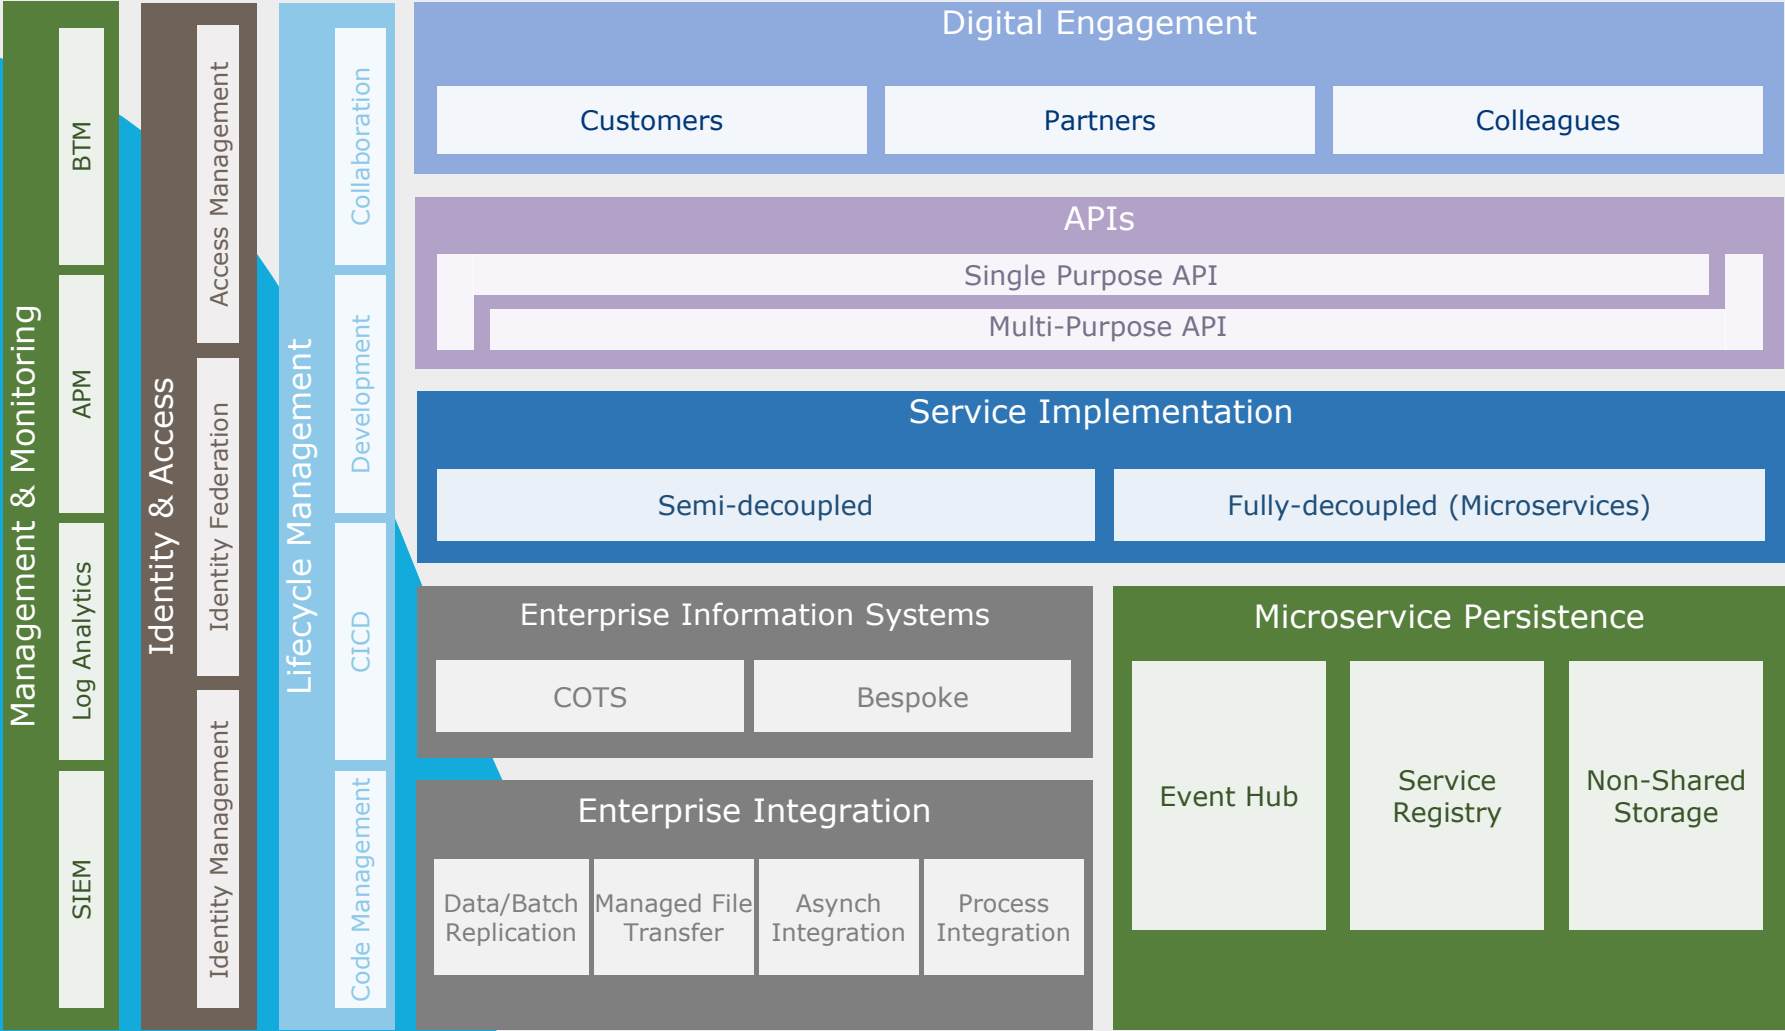 Management & Monitoring
BTM
APM
Log Analytics
SIEM
Identity & Access
Access Management
Identity Federation
Identity Management
Lifecycle Management
Collaboration
Development
CICD
Code Management
Digital Engagement
Customers
Partners
Colleagues
APIs
Single Purpose API
Multi-Purpose API
Service Implementation
Semi-decoupled
Fully-decoupled (Microservices)
Enterprise Information Systems
COTS
Bespoke
Enterprise Integration
Data/Batch
Replication
Managed File
Transfer
Asynch
Integration
Process
Integration
Microservice Persistence
Event Hub
Service
Registry
Non-Shared
Storage